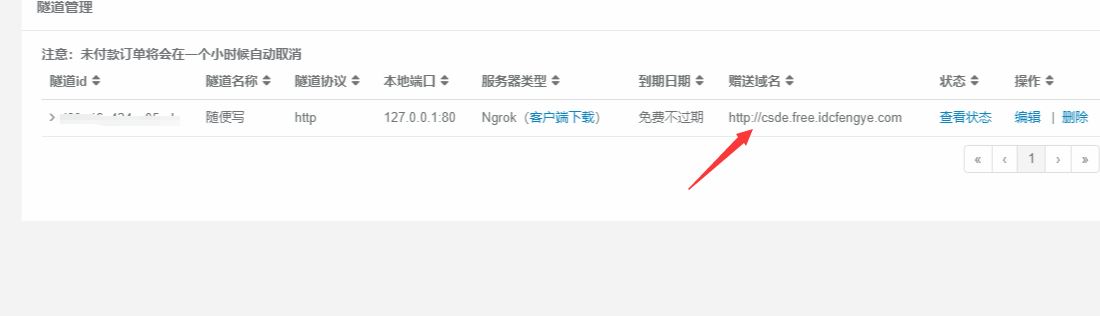 隧道管理
注意：未付款订单将会在一个小时候自动取消
隧道id 隧道名称 隧道协议 本地端口 服务器类型 到期日期 赠送域名 状态 操作
随便写 http 127.0.0.1:80 Ngrok（客户端下载） 免费不过期 http://csde.free.idcfengye.com 查看状态 编辑 | 删除
« ‹ 1 › »